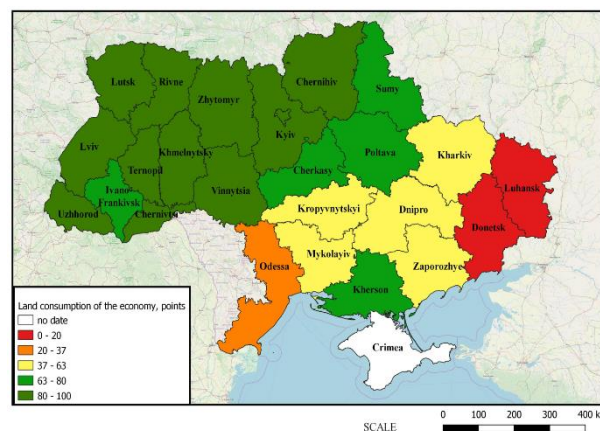 Chernihiv
Lutsk
Rivne
Sumy
Zhytomyr
Kyiv
Lviv
Poltava
Kharkiv
Khmelnytsky
Ternopil
Cherkasy
Luhansk
Ivano
Frankivsk
Vinnytsia
Uzhhorod
Chernivtsi
Kropyvnytskyi
Dnipro
Donetsk
Odessa
Mykolayiv
Zaporozhye
Kherson
Crimea
Land consumption of the economy, points
no date
0 - 20
20 - 37
37 - 63
63 - 80
80 - 100
SCALE
0 100 200 300 400 k